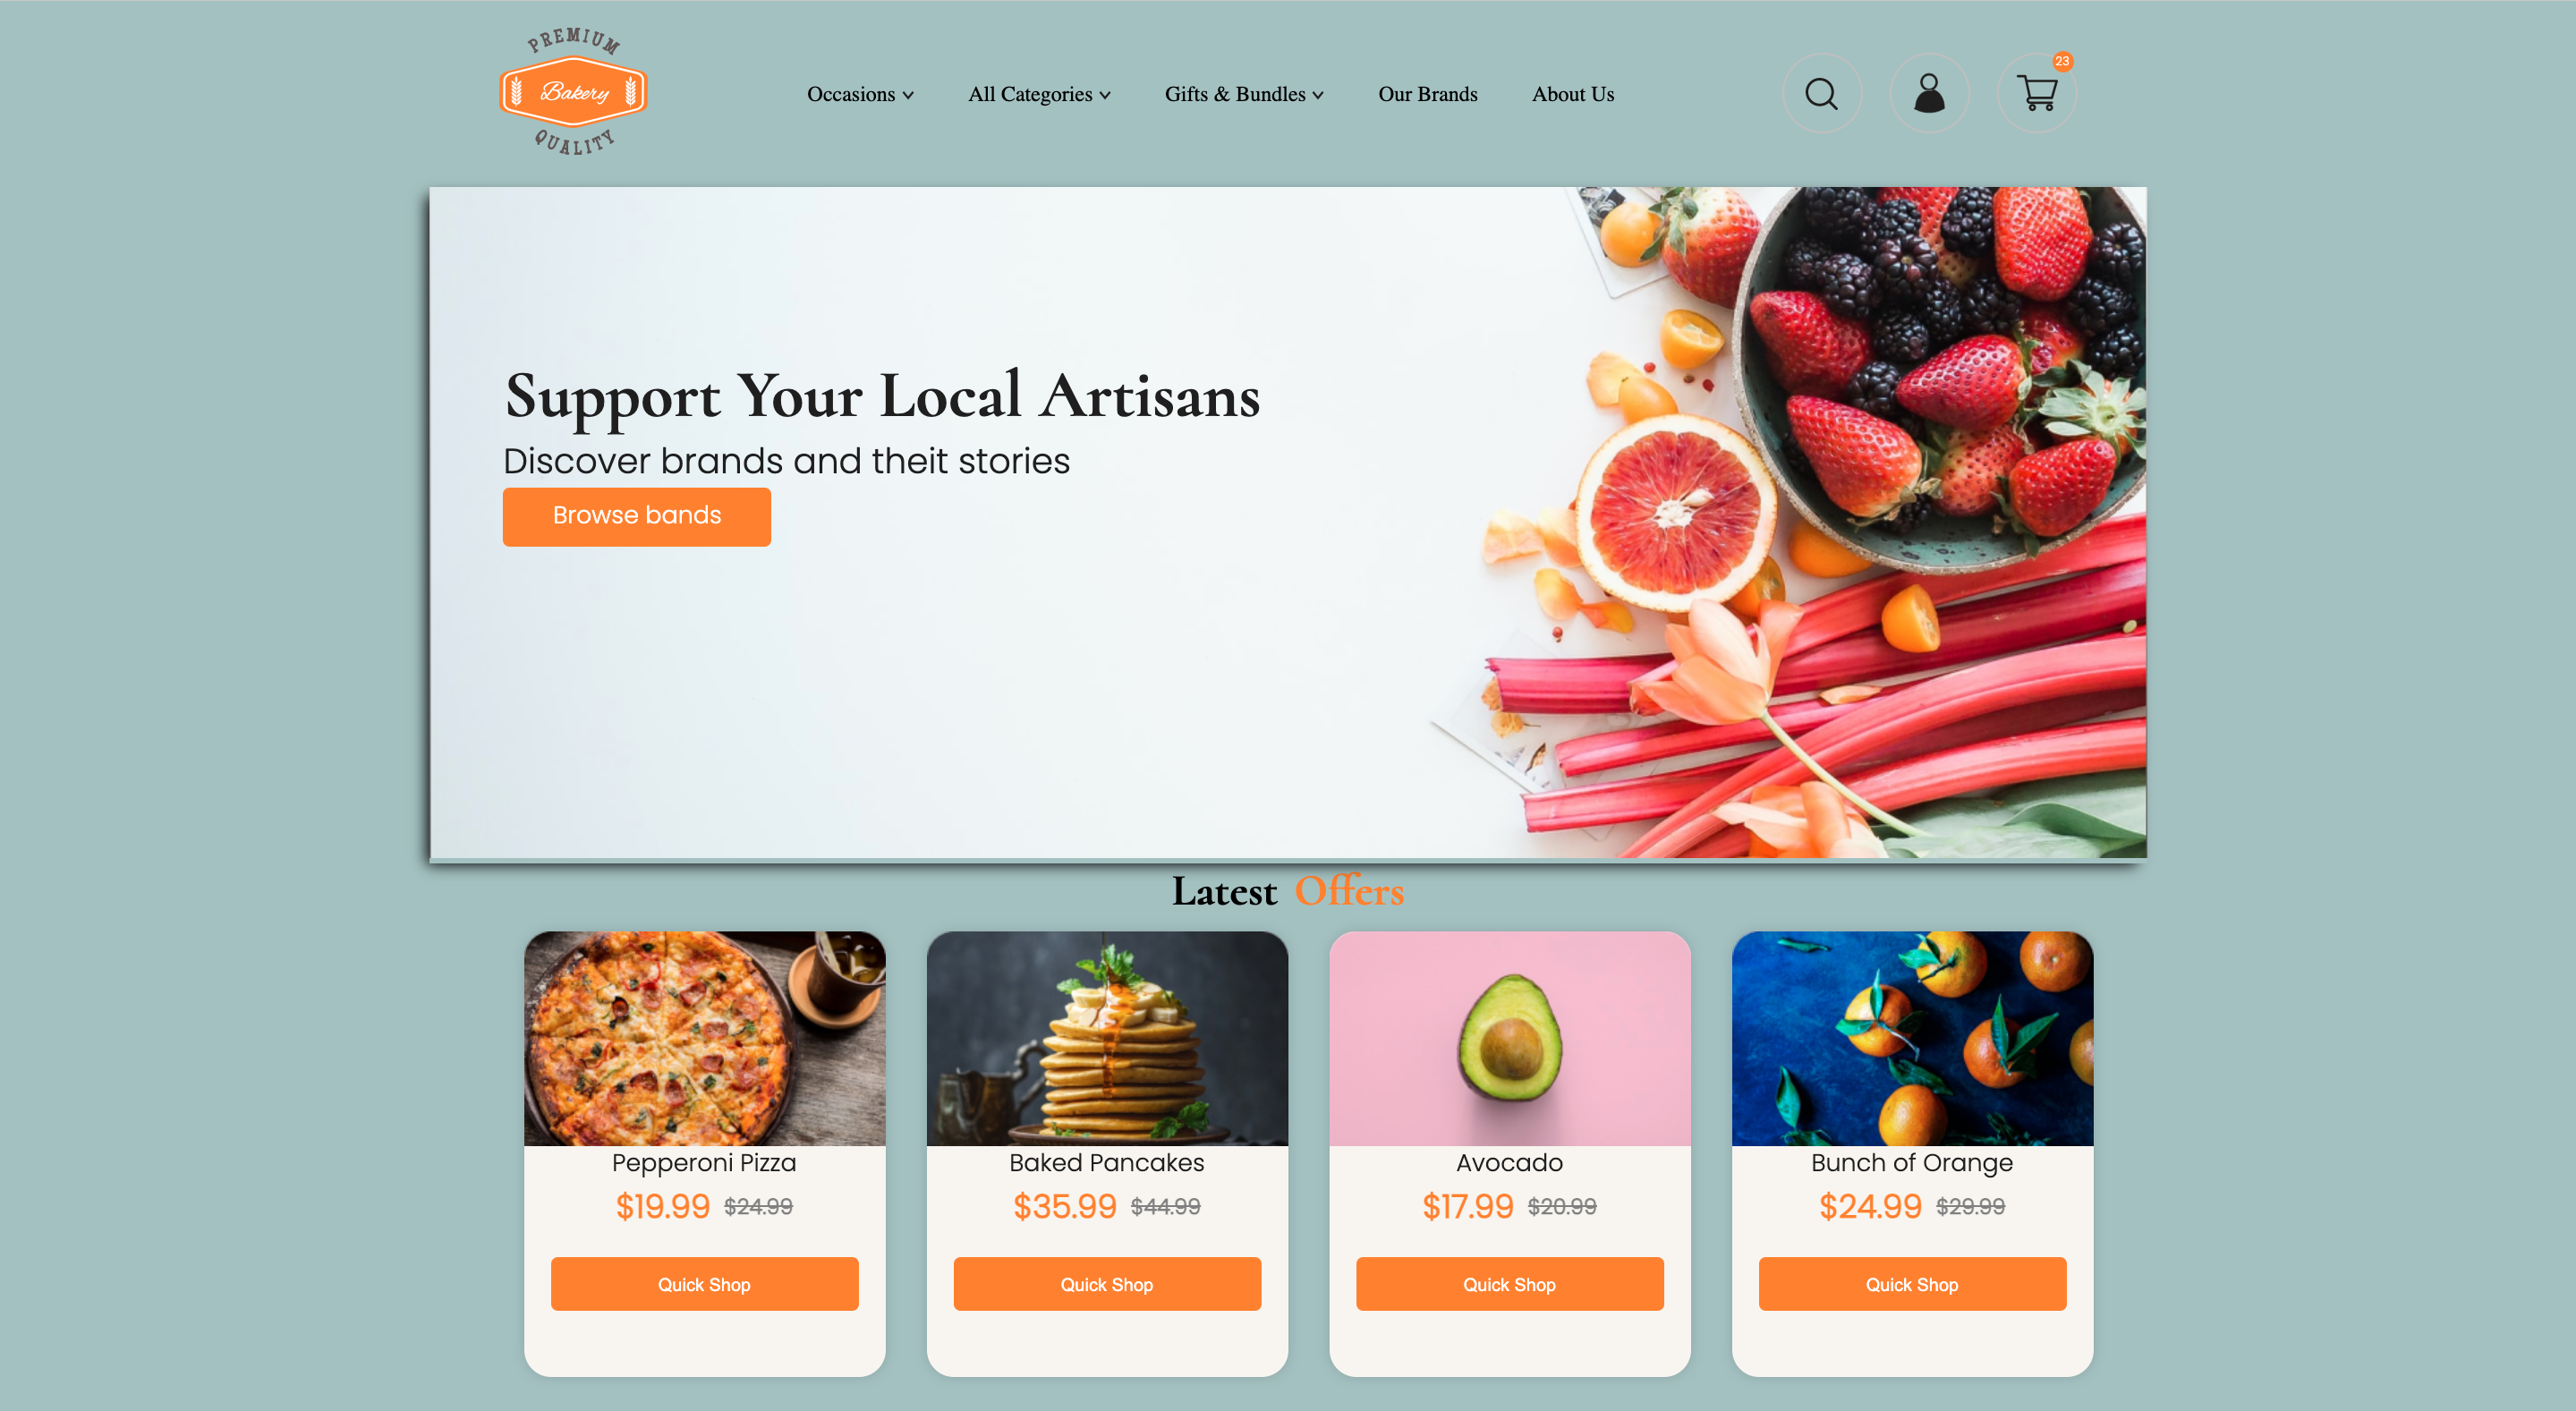 PREMIUM
Bakery
QUALITY
Occasions
All Categories
Gifts & Bundles
Our Brands
About Us
23
Support Your Local Artisans
Discover brands and theit stories
Browse bands
Latest Offers
Pepperoni Pizza
$19.99 $24.99
Quick Shop
Baked Pancakes
$35.99 $44.99
Quick Shop
Avocado
$17.99 $20.99
Quick Shop
Bunch of Orange
$24.99 $29.99
Quick Shop